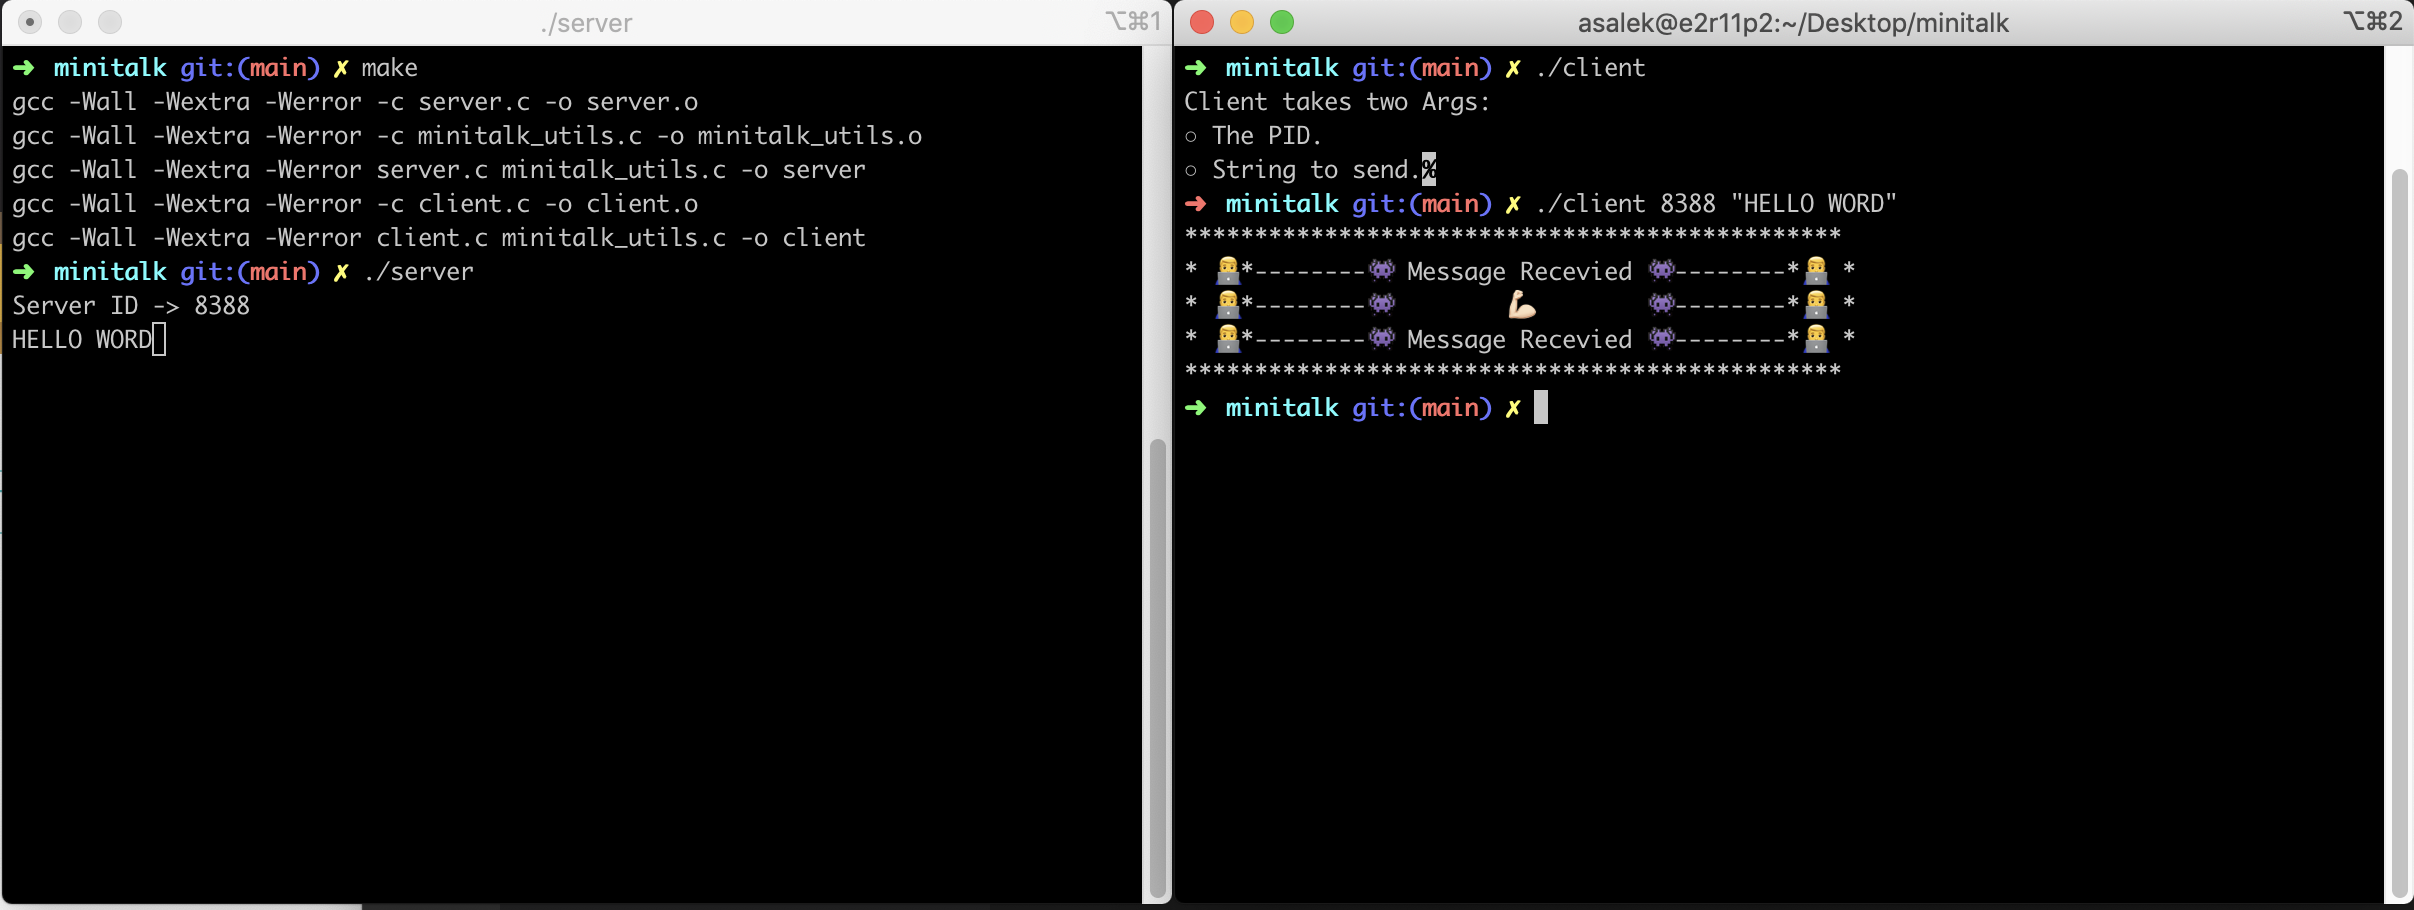 ./server ⌥⌘1
➜ minitalk git:(main) ✗ make
gcc -Wall -Wextra -Werror -c server.c -o server.o
gcc -Wall -Wextra -Werror -c minitalk_utils.c -o minitalk_utils.o
gcc -Wall -Wextra -Werror server.c minitalk_utils.c -o server
gcc -Wall -Wextra -Werror -c client.c -o client.o
gcc -Wall -Wextra -Werror client.c minitalk_utils.c -o client
➜ minitalk git:(main) ✗ ./server
Server ID -> 8388
HELLO WORD
asalek@e2r11p2:~/Desktop/minitalk ⌥⌘2
➜ minitalk git:(main) ✗ ./client
Client takes two Args:
○ The PID.
○ String to send.%
➜ minitalk git:(main) ✗ ./client 8388 "HELLO WORD"
***********************************************
* 👨‍💻*--------👾 Message Recevied 👾--------*👨‍💻 *
* 👨‍💻*--------👾 💪🏻 👾--------*👨‍💻 *
* 👨‍💻*--------👾 Message Recevied 👾--------*👨‍💻 *
***********************************************
➜ minitalk git:(main) ✗